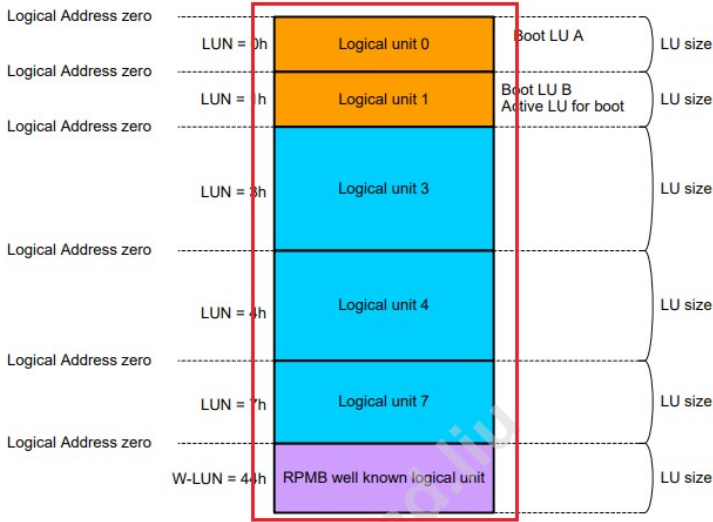 Logical Address zero
LUN = 0h
Logical unit 0
Boot LU A
LU size
Logical Address zero
LUN = 1h
Logical unit 1
Boot LU B
Active LU for boot
LU size
Logical Address zero
LUN = 3h
Logical unit 3
LU size
Logical Address zero
LUN = 4h
Logical unit 4
LU size
Logical Address zero
LUN = 7h
Logical unit 7
LU size
Logical Address zero
W-LUN = 44h
RPMB well known logical unit
LU size